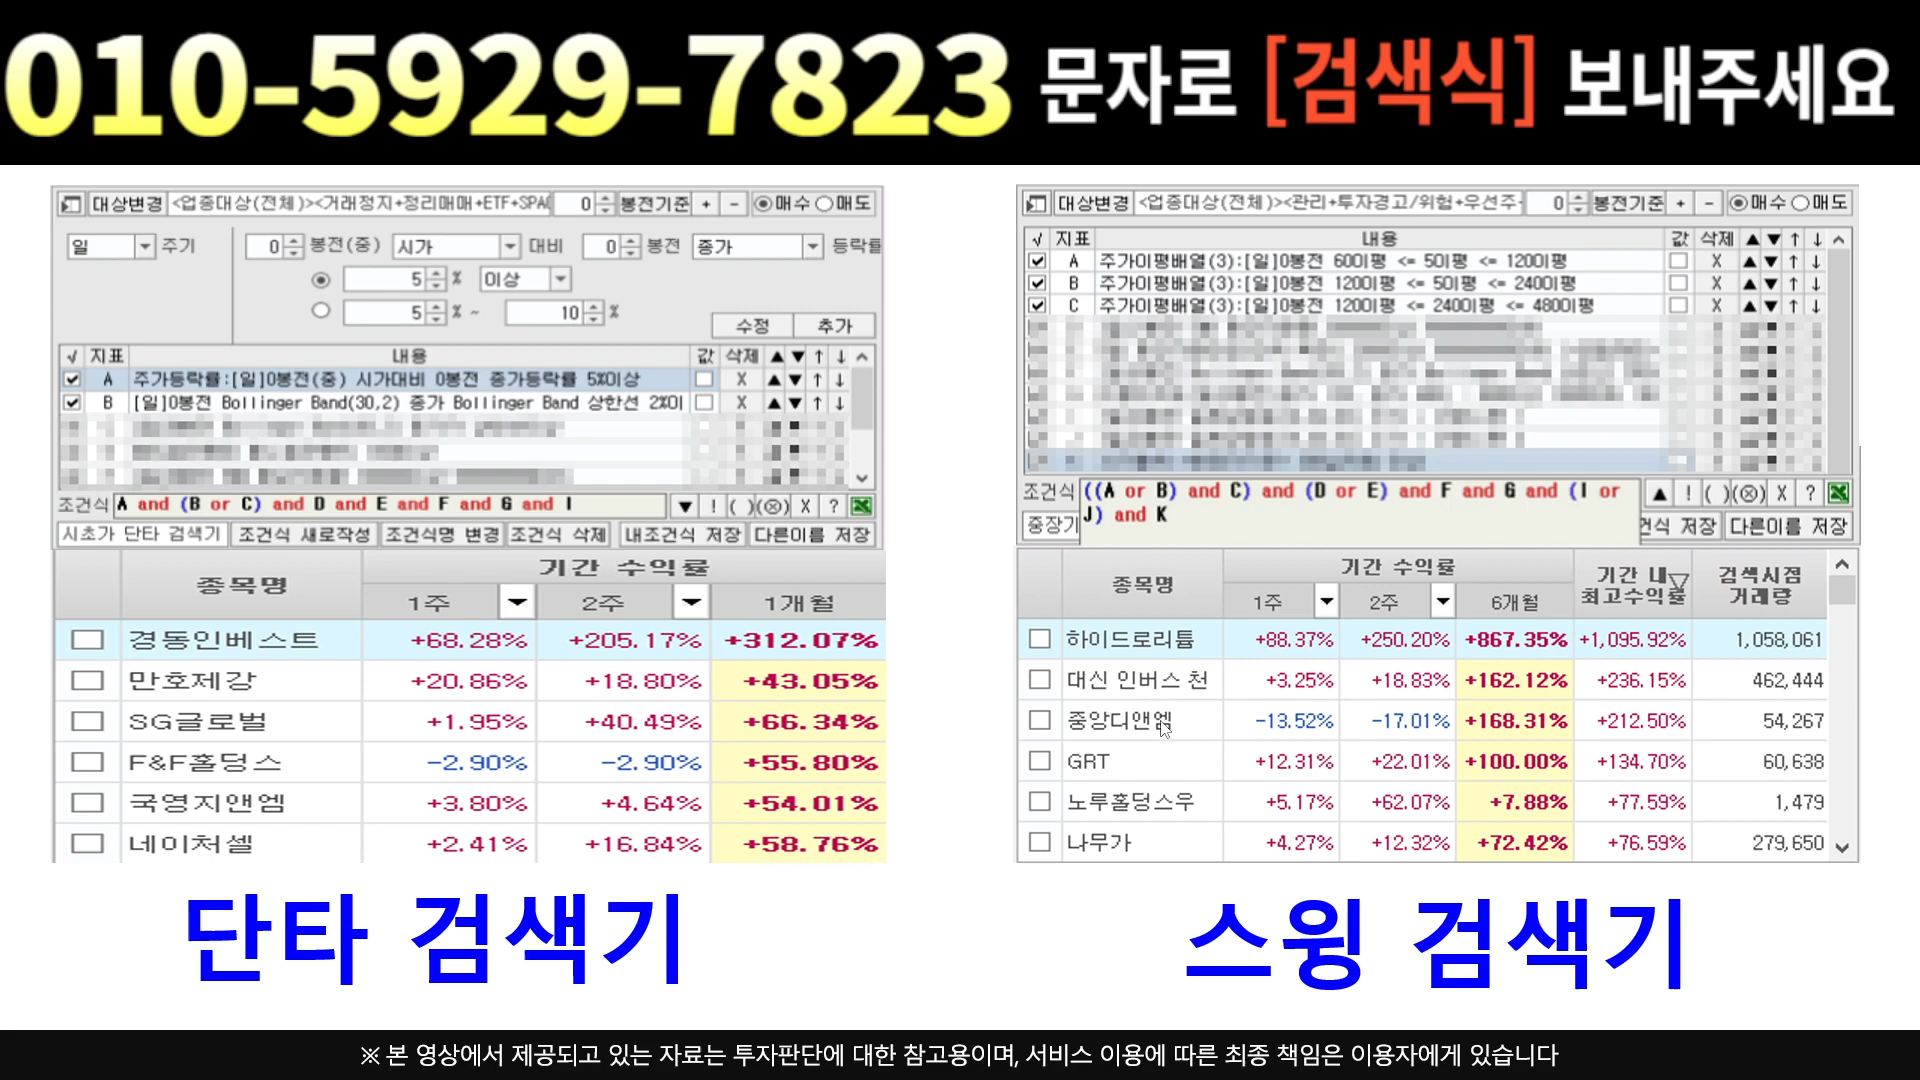 010-5929-7823 문자로 [검색식] 보내주세요
대상변경 <업종대상(전체)><거래정지+정리매매+ETF+SPA 0 봉전기준 + - 매수 매도
일 주기 0 봉전(중) 시가 대비 0 봉전 종가 등락률
5 % 이상
5 % ~ 10 %
수정 추가
√ 지표 내용 값 삭제 ▲ ▼ ↑ ↓
A 주가등락률:[일]0봉전(중) 시가대비 0봉전 종가등락률 5%이상 X ▲ ▼ ↑ ↓
B [일]0봉전 Bollinger Band(30,2) 종가 Bollinger Band 상한선 2%이 X ▲ ▼ ↑ ↓
조건식 A and (B or C) and D and E and F and G and I ▼ ! ( )(⊗) X ?
시초가 단타 검색기 조건식 새로작성 조건식명 변경 조건식 삭제 내조건식 저장 다른이름 저장
종목명 기간 수익률
1주 2주 1개월
경동인베스트 +68.28% +205.17% +312.07%
만호제강 +20.86% +18.80% +43.05%
SG글로벌 +1.95% +40.49% +66.34%
F&F홀딩스 -2.90% -2.90% +55.80%
국영지앤엠 +3.80% +4.64% +54.01%
네이처셀 +2.41% +16.84% +58.76%
단타 검색기
대상변경 <업종대상(전체)><관리+투자경고/위험+우선주+ 0 봉전기준 + - 매수 매도
√ 지표 내용 값 삭제 ▲ ▼ ↑ ↓
A 주가이평배열(3):[일]0봉전 60이평 <= 5이평 <= 120이평 X ▲ ▼ ↑ ↓
B 주가이평배열(3):[일]0봉전 120이평 <= 5이평 <= 240이평 X ▲ ▼ ↑ ↓
C 주가이평배열(3):[일]0봉전 120이평 <= 240이평 <= 480이평 X ▲ ▼ ↑ ↓
조건식 ((A or B) and C) and (D or E) and F and G and (I or ▲ ! ( )(⊗) X ?
J) and K
중장기 건식 저장 다른이름 저장
종목명 기간 수익률 기간 내 최고수익률 검색시점 거래량
1주 2주 6개월
하이드로리튬 +88.37% +250.20% +867.35% +1,095.92% 1,058,061
대신 인버스 천 +3.25% +18.83% +162.12% +236.15% 462,444
중앙디앤엠 -13.52% -17.01% +168.31% +212.50% 54,267
GRT +12.31% +22.01% +100.00% +134.70% 60,638
노루홀딩스우 +5.17% +62.07% +7.88% +77.59% 1,479
나무가 +4.27% +12.32% +72.42% +76.59% 279,650
스윙 검색기
※ 본 영상에서 제공되고 있는 자료는 투자판단에 대한 참고용이며, 서비스 이용에 따른 최종 책임은 이용자에게 있습니다